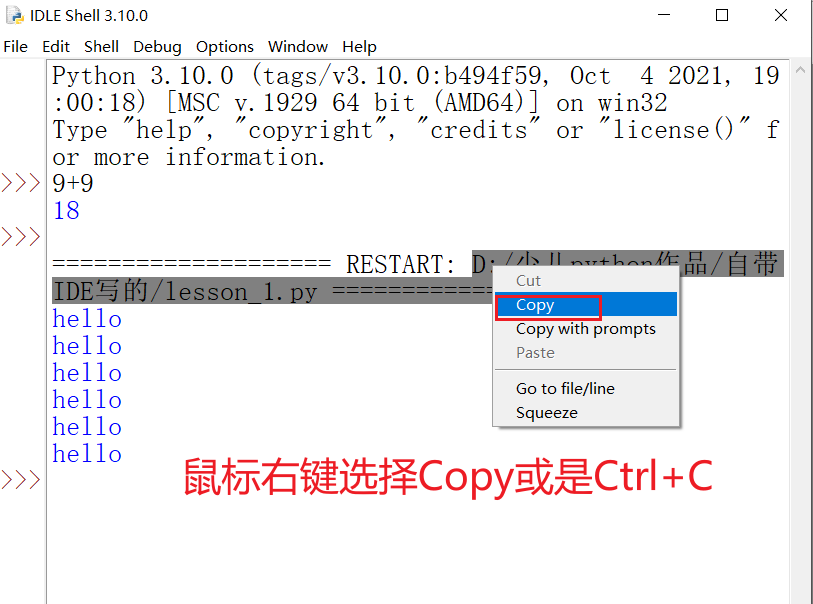 IDLE Shell 3.10.0
File Edit Shell Debug Options Window Help
Python 3.10.0 (tags/v3.10.0:b494f59, Oct  4 2021, 19
:00:18) [MSC v.1929 64 bit (AMD64)] on win32
Type "help", "copyright", "credits" or "license()" f
or more information.
>>> 9+9
18
>>>
===================== RESTART: D:/少儿python作品/自带
IDE写的/lesson_1.py ============
Cut
Copy
Copy with prompts
Paste
Go to file/line
Squeeze
hello
hello
hello
hello
hello
hello
>>>
鼠标右键选择Copy或是Ctrl+C